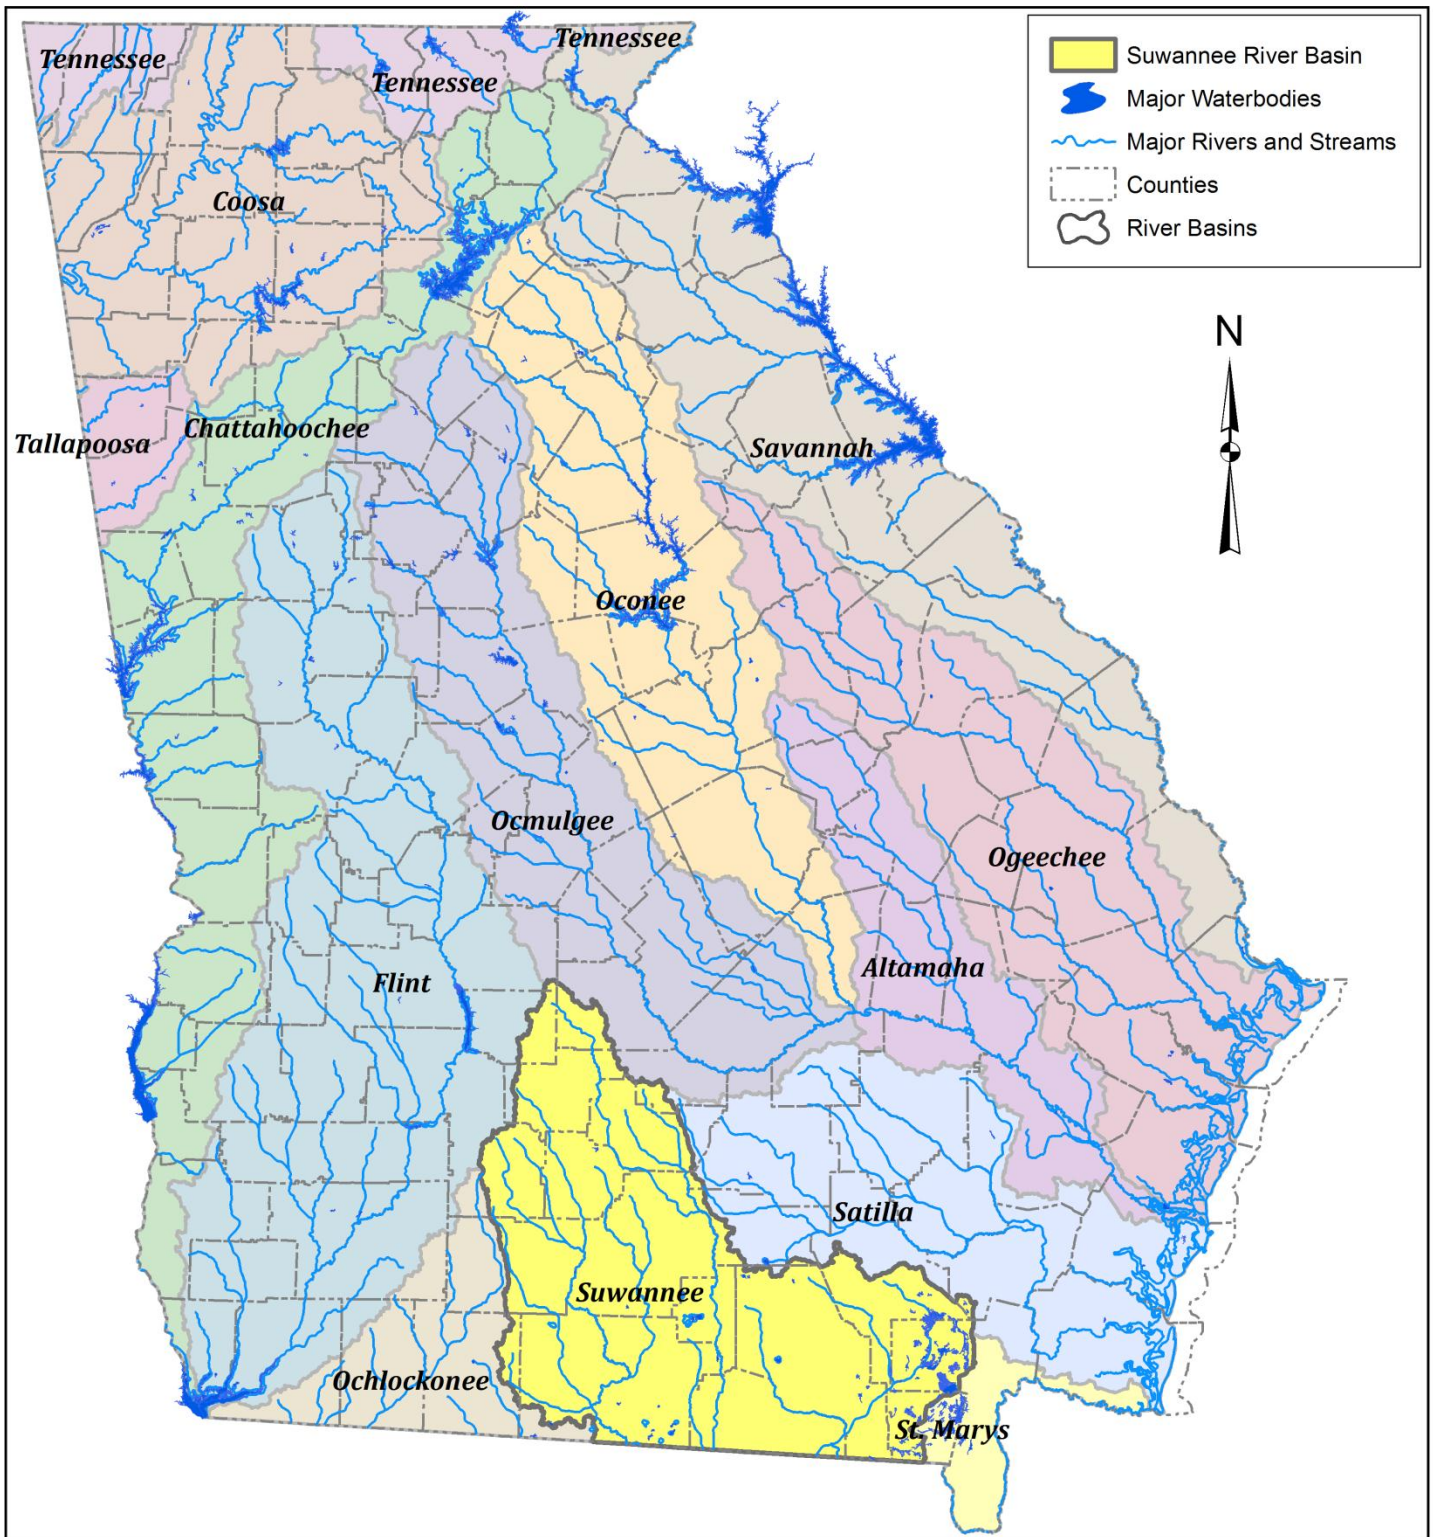 Tennessee
Tennessee
Tennessee
Suwannee River Basin
Major Waterbodies
Major Rivers and Streams
Counties
River Basins
Coosa
N
Tallapoosa
Chattahoochee
Savannah
Oconee
Ocmulgee
Ogeechee
Flint
Altamaha
Satilla
Suwannee
Ochlockonee
St. Marys